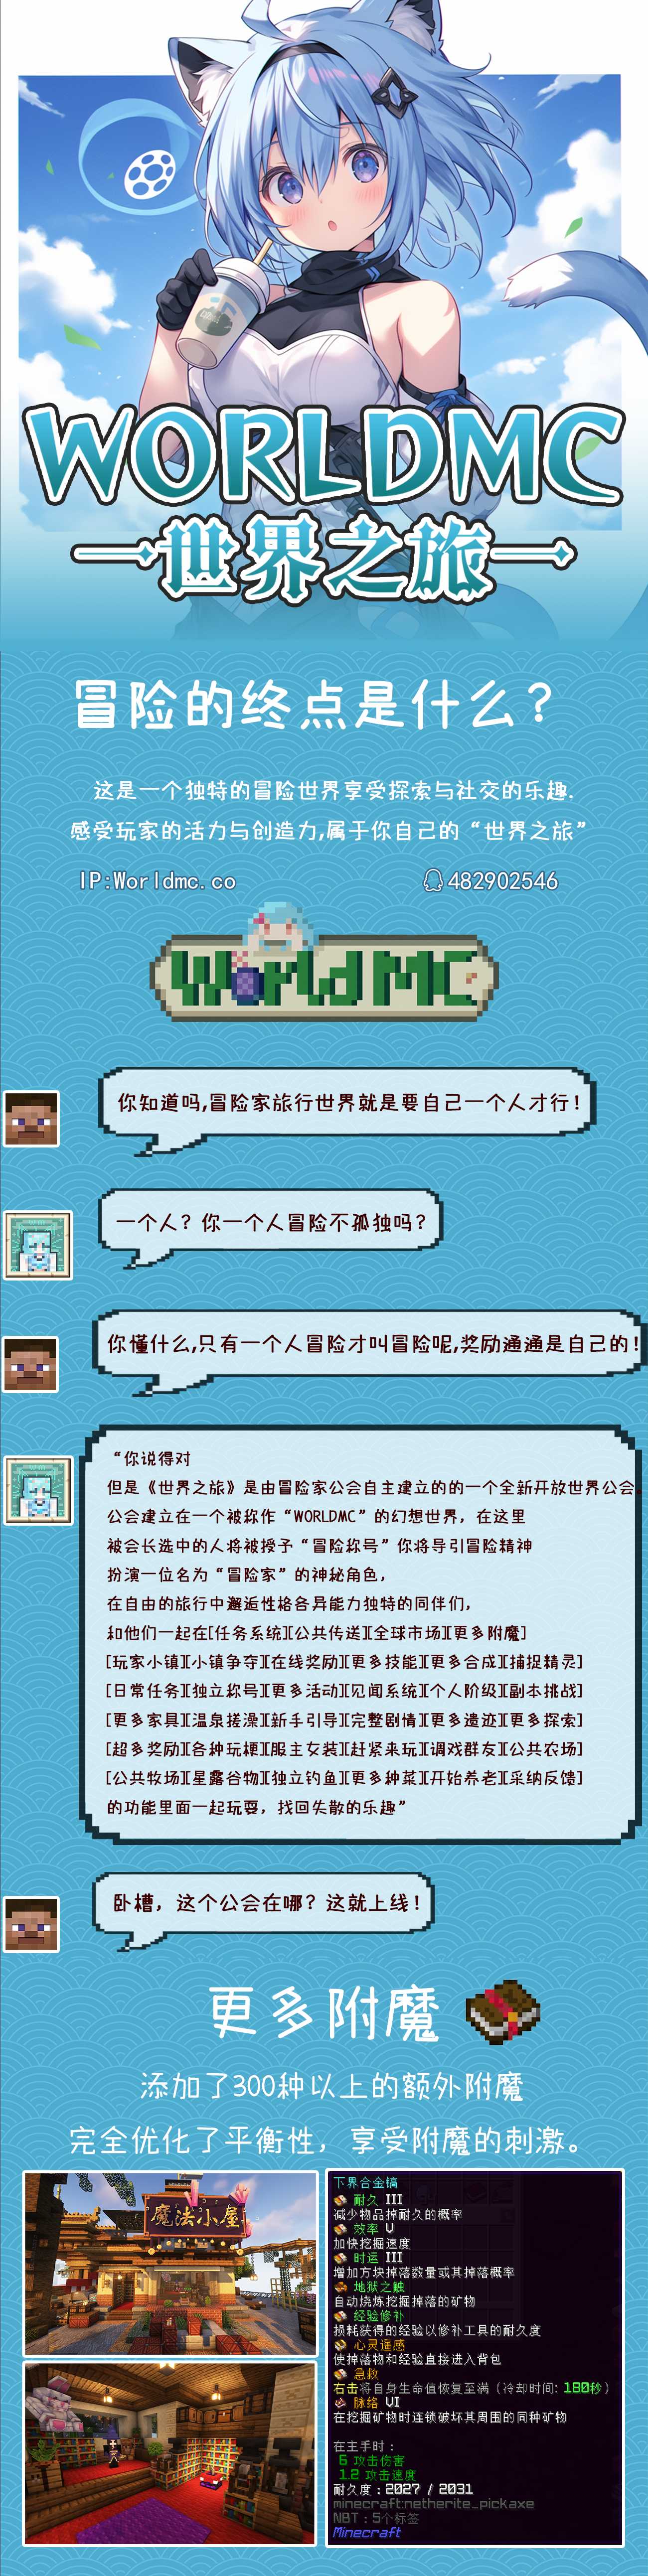 WORLDMC
世界之旅
冒险的终点是什么？
这是一个独特的冒险世界享受探索与社交的乐趣.
感受玩家的活力与创造力,属于你自己的“世界之旅”
IP:Worldmc.co
482902546
WorldMC
你知道吗,冒险家旅行世界就是要自己一个人才行!
一个人？你一个人冒险不孤独吗？
你懂什么,只有一个人冒险才叫冒险呢,奖励通通是自己的!
“你说得对
但是《世界之旅》是由冒险家公会自主建立的的一个全新开放世界公会。
公会建立在一个被称作“WORLDMC”的幻想世界，在这里
被会长选中的人将被授予“冒险称号”你将导引冒险精神
扮演一位名为“冒险家”的神秘角色，
在自由的旅行中邂逅性格各异能力独特的同伴们，
和他们一起在[任务系统][公共传送][全球市场][更多附魔]
[玩家小镇][小镇争夺][在线奖励][更多技能][更多合成][捕捉精灵]
[日常任务][独立称号][更多活动][见闻系统][个人阶级][副本挑战]
[更多家具][温泉搓澡][新手引导][完整剧情][更多遗迹][更多探索]
[超多奖励][各种玩梗][服主女装][赶紧来玩][调戏群友][公共农场]
[公共牧场][星露谷物][独立钓鱼][更多种菜][开始养老][采纳反馈]
的功能里面一起玩耍，找回失散的乐趣”
卧槽，这个公会在哪？这就上线!
更多附魔
添加了300种以上的额外附魔
完全优化了平衡性，享受附魔的刺激。
魔法小屋
下界合金镐
耐久 III
减少物品掉耐久的概率
效率 V
加快挖掘速度
时运 III
增加方块掉落数量或其掉落概率
地狱之触
自动烧炼挖掘掉落的矿物
经验修补
损耗获得的经验以修补工具的耐久度
心灵遥感
使掉落物和经验直接进入背包
急救
右击将自身生命值恢复至满（冷却时间: 180秒）
脉络 VI
在挖掘矿物时连锁破坏其周围的同种矿物
在主手时：
6 攻击伤害
1.2 攻击速度
耐久度：2027 / 2031
minecraft:netherite_pickaxe
NBT：5个标签
Minecraft